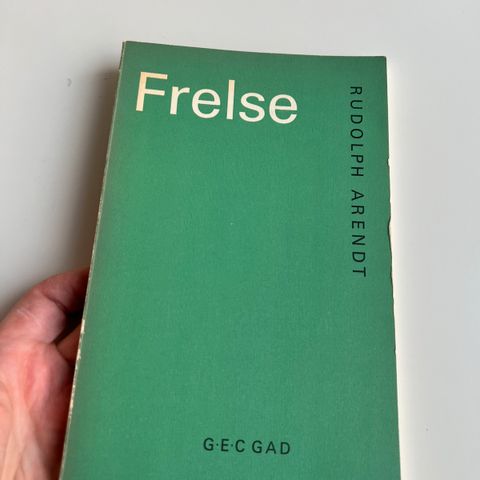 Frelse
RUDOLPH ARENDT
G·E·C GAD